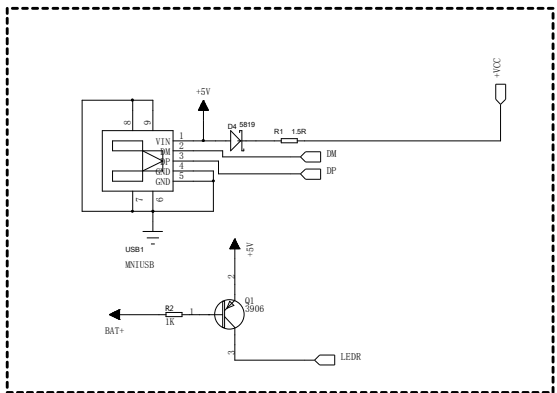 +VCC
+5V
D4 5819
R1 1.5R
8 9
VIN 1
DM 2
DP 3
GND 4
GND 5
DM
DP
7 6
USB1
MNIUSB
+5V
2
Q1
3906
R2
1K
1
BAT+
3
LEDR